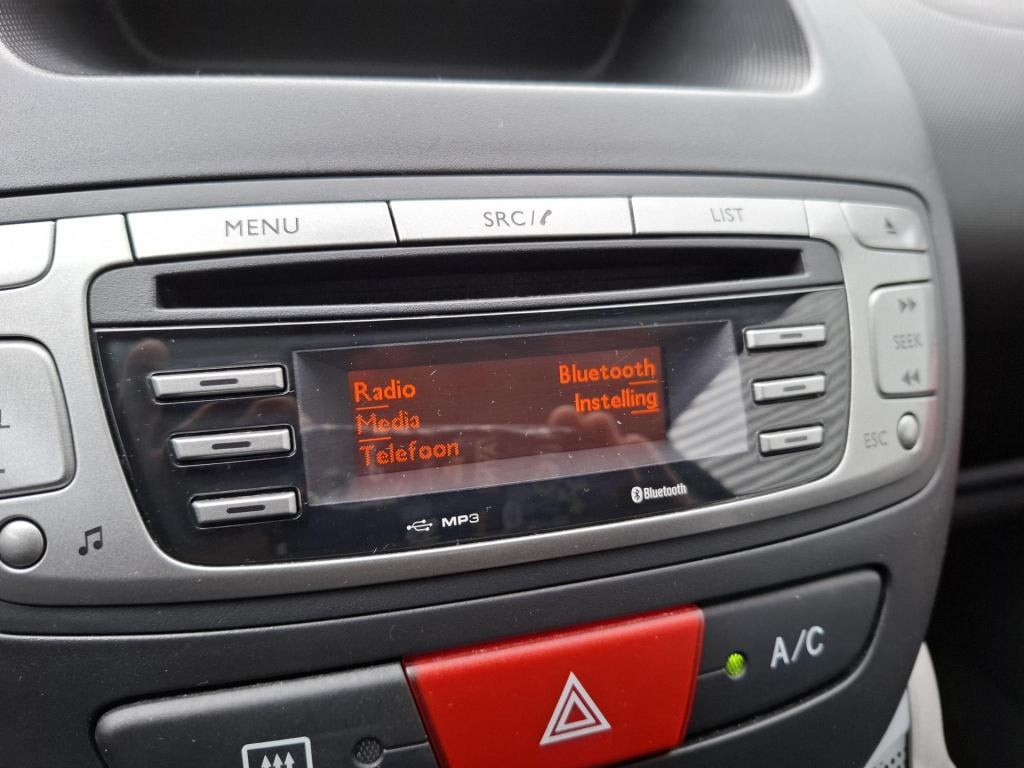 MENU
SRC/
LIST
SEEK
ESC
Radio
Media
Telefoon
Bluetooth
Instelling
MP3
Bluetooth
A/C